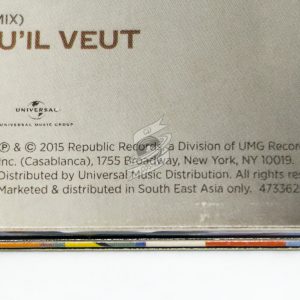 MIX)
U'IL VEUT
UNIVERSAL
UNIVERSAL MUSIC GROUP
℗ & © 2015 Republic Records, a Division of UMG Recor
Inc. (Casablanca), 1755 Broadway, New York, NY 10019.
Distributed by Universal Music Distribution. All rights rese
Marketed & distributed in South East Asia only. 473362